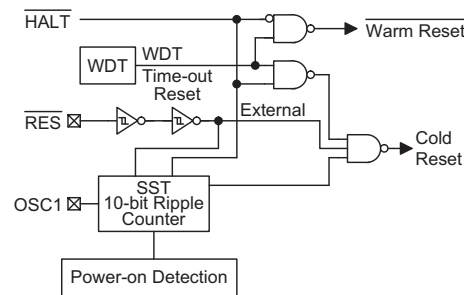 HALT
Warm Reset
WDT
WDT
Time-out
Reset
RES
External
Cold
Reset
OSC1
SST
10-bit Ripple
Counter
Power-on Detection